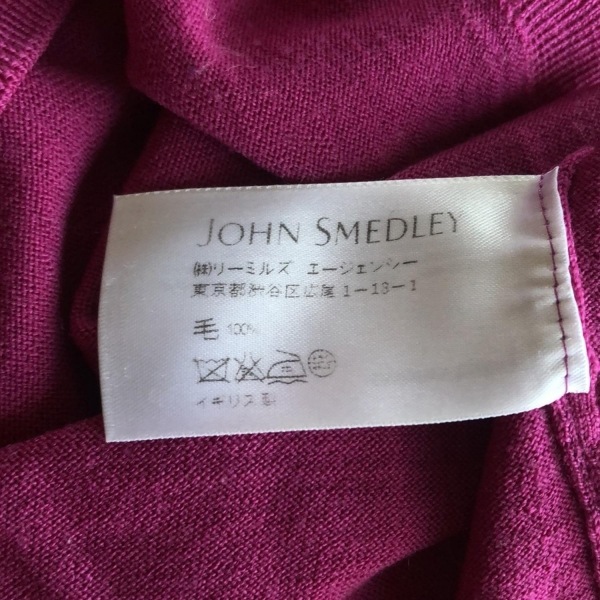 JOHN SMEDLEY
㈱リーミルズ エージェンシー
東京都渋谷区広尾1-13-1
毛 100%
イギリス製